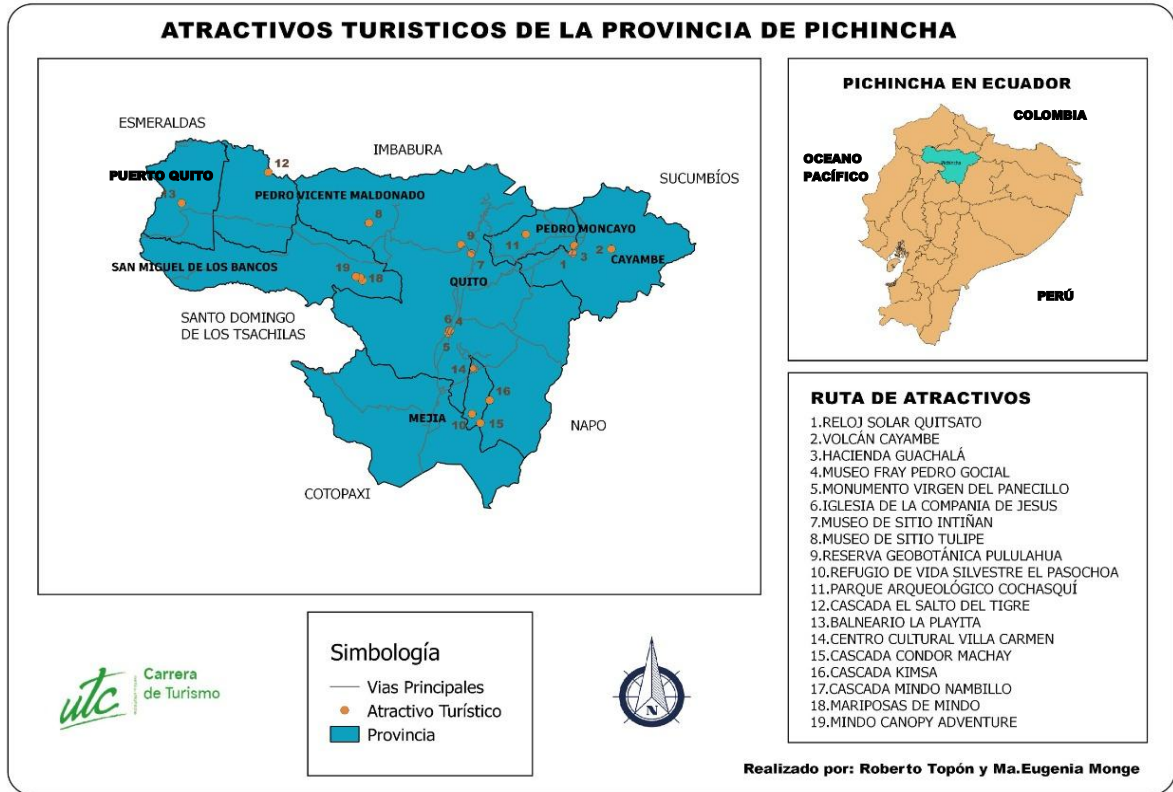 ATRACTIVOS TURISTICOS DE LA PROVINCIA DE PICHINCHA
ESMERALDAS
IMBABURA
SUCUMBÍOS
12
PUERTO QUITO
13
PEDRO VICENTE MALDONADO
8
PEDRO MONCAYO
11
9
7
1
3
2
CAYAMBE
SAN MIGUEL DE LOS BANCOS
19
18
QUITO
SANTO DOMINGO
DE LOS TSACHILAS
6
4
5
14
16
MEJIA
10
15
NAPO
COTOPAXI
PICHINCHA EN ECUADOR
COLOMBIA
OCEANO
PACÍFICO
Pichincha
PERÚ
RUTA DE ATRACTIVOS
1.RELOJ SOLAR QUITSATO
2.VOLCÁN CAYAMBE
3.HACIENDA GUACHALÁ
4.MUSEO FRAY PEDRO GOCIAL
5.MONUMENTO VIRGEN DEL PANECILLO
6.IGLESIA DE LA COMPANIA DE JESUS
7.MUSEO DE SITIO INTIÑAN
8.MUSEO DE SITIO TULIPE
9.RESERVA GEOBOTÁNICA PULULAHUA
10.REFUGIO DE VIDA SILVESTRE EL PASOCHOA
11.PARQUE ARQUEOLÓGICO COCHASQUÍ
12.CASCADA EL SALTO DEL TIGRE
13.BALNEARIO LA PLAYITA
14.CENTRO CULTURAL VILLA CARMEN
15.CASCADA CONDOR MACHAY
16.CASCADA KIMSA
17.CASCADA MINDO NAMBILLO
18.MARIPOSAS DE MINDO
19.MINDO CANOPY ADVENTURE
Simbología
Vias Principales
Atractivo Turístico
Provincia
utc
Carrera
de Turismo
N
Realizado por: Roberto Topón y Ma.Eugenia Monge